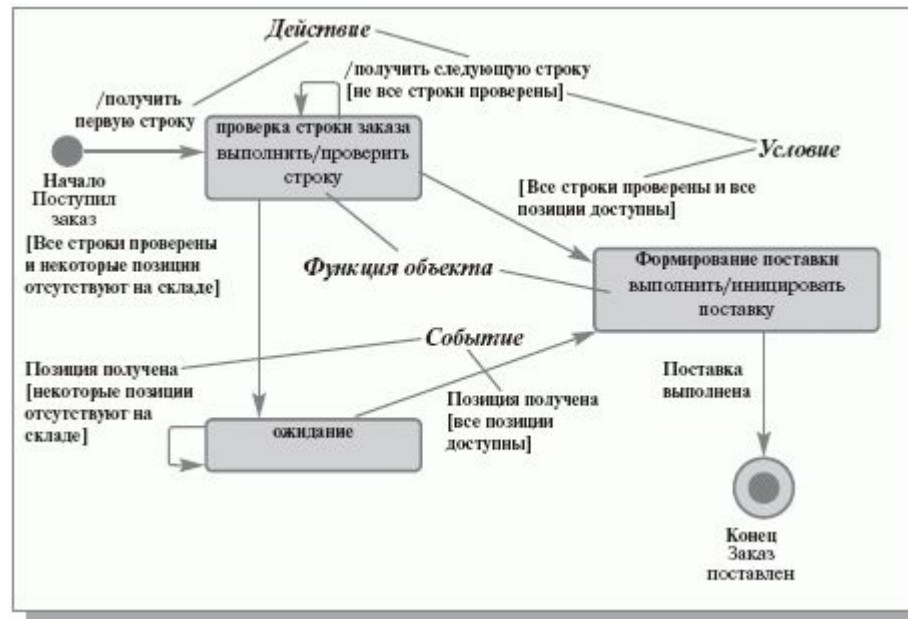 Действие
/получить следующую строку
[не все строки проверены]
/получить
первую строку
проверка строки заказа
выполнить/проверить
строку
Условие
Начало
Поступил
заказ
[Все строки проверены и все
позиции доступны]
[Все строки проверены
и некоторые позиции
отсутствуют на складе]
Функция объекта
Формирование поставки
выполнить/иницировать
поставку
Событие
Позиция получена
[некоторые позиции
отсутствуют на
складе]
Позиция получена
[все позиции
доступны]
Поставка
выполнена
ожидание
Конец
Заказ
поставлен